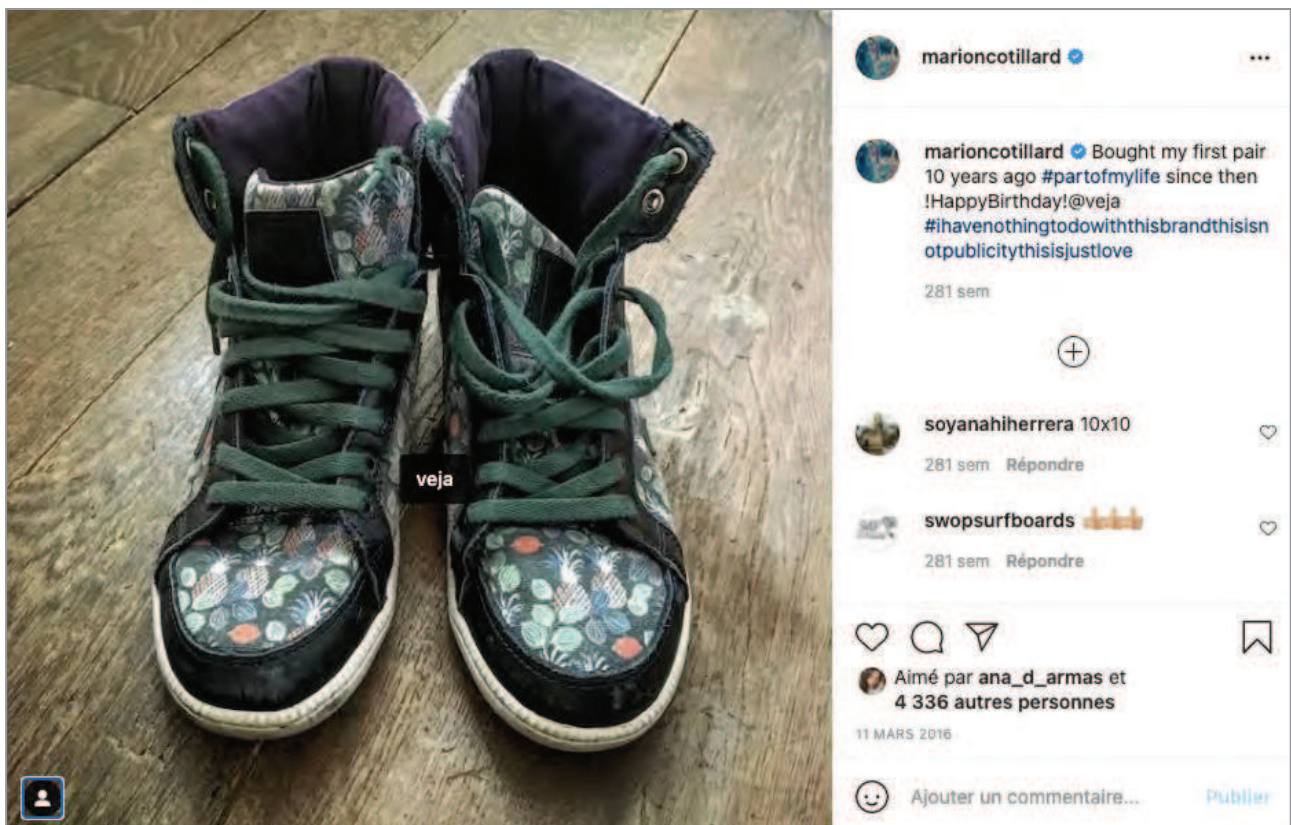 marioncotillard
marioncotillard Bought my first pair
10 years ago #partofmylife since then
!HappyBirthday!@veja
#ihavenothingtodowiththisbrandthisisn
otpublicitythisisjustlove
281 sem
soyanahiherrera 10x10
281 sem Répondre
swopsurfboards
281 sem Répondre
veja
Aimé par ana_d_armas et
4 336 autres personnes
11 MARS 2016
Ajouter un commentaire... Publier